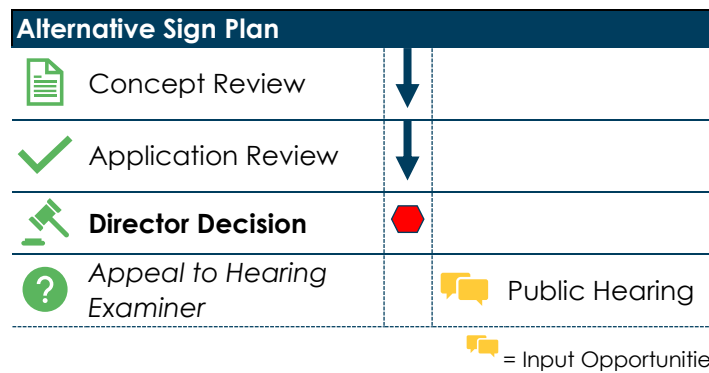 Alternative Sign Plan
Concept Review
Application Review
Director Decision
Appeal to Hearing
Examiner
Public Hearing
= Input Opportunitie